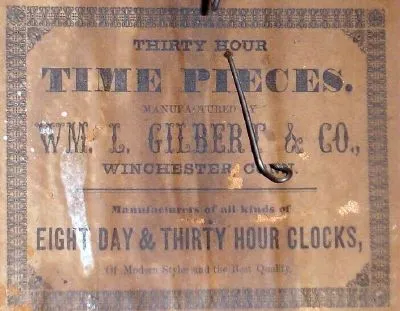 THIRTY HOUR
TIME PIECES.
MANUFACTURED BY
WM. L. GILBERT & CO.,
WINCHESTER, CONN.
Manufacturers of all kinds of
EIGHT DAY & THIRTY HOUR CLOCKS,
Of Modern Styles and the Best Quality.